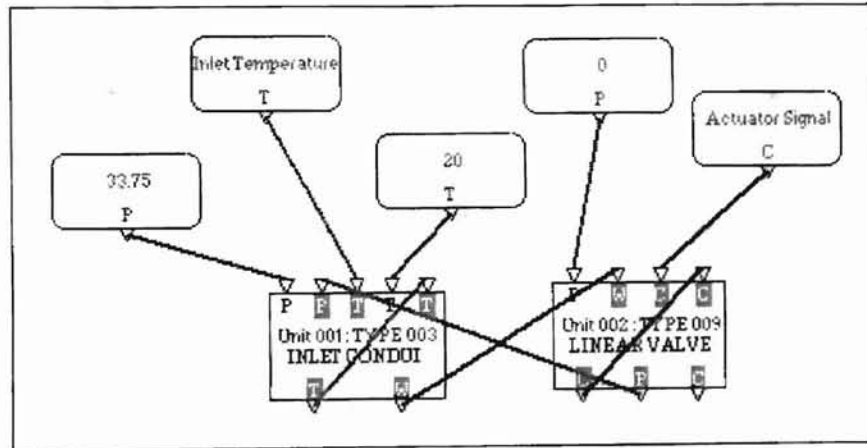 Inlet Temperature
T
0
P
Actuator Signal
C
33.75
P
20
T
P P T T T
P W C C
Unit 001 : TYPE 003
INLET CONDUI
Unit 002 : TYPE 009
LINEAR VALVE
T W
C P C